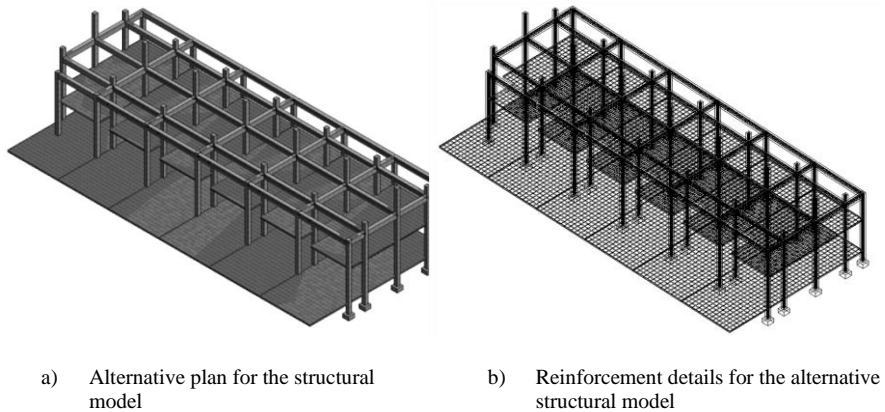 a) Alternative plan for the structural
model
b) Reinforcement details for the alternative
structural model